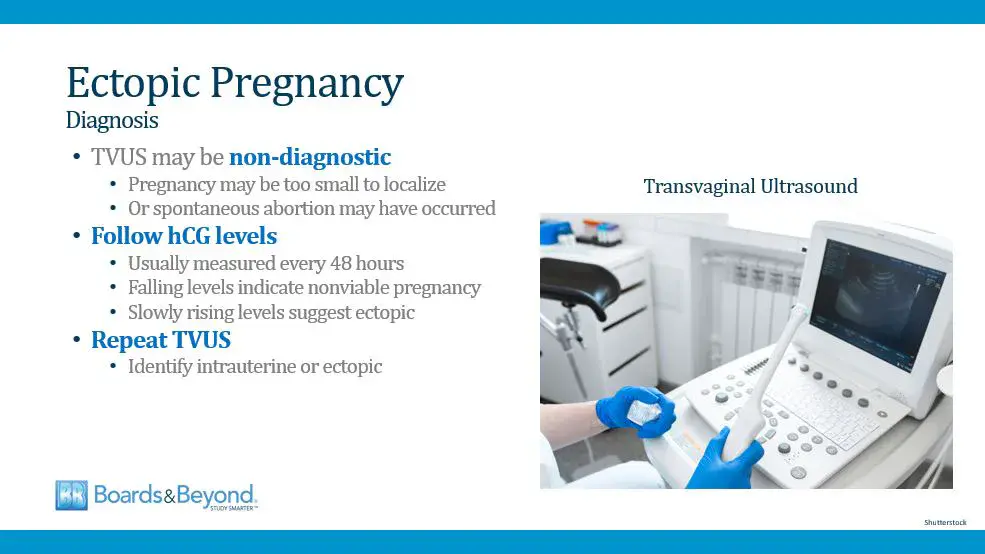 Ectopic Pregnancy
Diagnosis
• TVUS may be non-diagnostic
• Pregnancy may be too small to localize
• Or spontaneous abortion may have occurred
• Follow hCG levels
• Usually measured every 48 hours
• Falling levels indicate nonviable pregnancy
• Slowly rising levels suggest ectopic
• Repeat TVUS
• Identify intrauterine or ectopic
Transvaginal Ultrasound
BB Boards&Beyond.
STUDY SMARTER™
Shutterstock